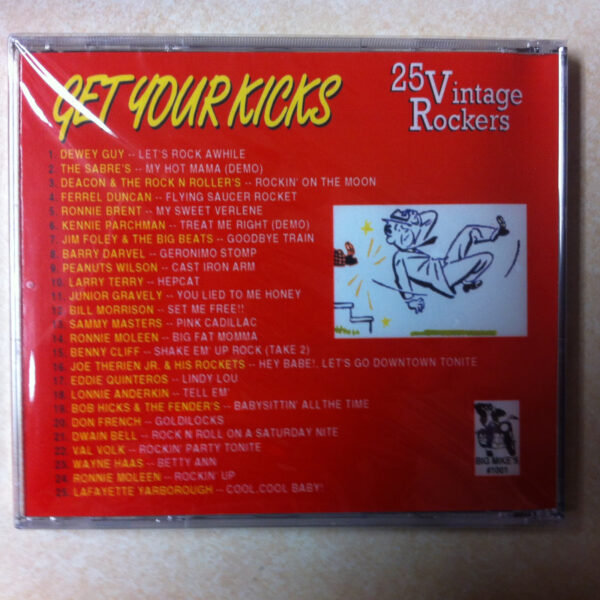 GET YOUR KICKS
25 Vintage
Rockers
1. DEWEY GUY -- LET'S ROCK AWHILE
2. THE SABRE'S -- MY HOT MAMA (DEMO)
3. DEACON & THE ROCK N ROLLER'S -- ROCKIN' ON THE MOON
4. FERREL DUNCAN -- FLYING SAUCER ROCKET
5. RONNIE BRENT -- MY SWEET VERLENE
6. KENNIE PARCHMAN -- TREAT ME RIGHT (DEMO)
7. JIM FOLEY & THE BIG BEATS -- GOODBYE TRAIN
8. BARRY DARVEL -- GERONIMO STOMP
9. PEANUTS WILSON -- CAST IRON ARM
10. LARRY TERRY -- HEPCAT
11. JUNIOR GRAVELY -- YOU LIED TO ME HONEY
12. BILL MORRISON -- SET ME FREE!!
13. SAMMY MASTERS -- PINK CADILLAC
14. RONNIE MOLEEN -- BIG FAT MOMMA
15. BENNY CLIFF -- SHAKE EM' UP ROCK (TAKE 2)
16. JOE THERIEN JR. & HIS ROCKETS -- HEY BABE!. LET'S GO DOWNTOWN TONITE
17. EDDIE QUINTEROS -- LINDY LOU
18. LONNIE ANDERKIN -- TELL EM'
19. BOB HICKS & THE FENDER'S -- BABYSITTIN' ALL THE TIME
20. DON FRENCH -- GOLDILOCKS
21. DWAIN BELL -- ROCK N ROLL ON A SATURDAY NITE
22. VAL VOLK -- ROCKIN' PARTY TONITE
23. WAYNE HAAS -- BETTY ANN
24. RONNIE MOLEEN -- ROCKIN' UP
25. LAFAYETTE YARBOROUGH -- COOL,COOL BABY!
BIG MIKE'S
#1001